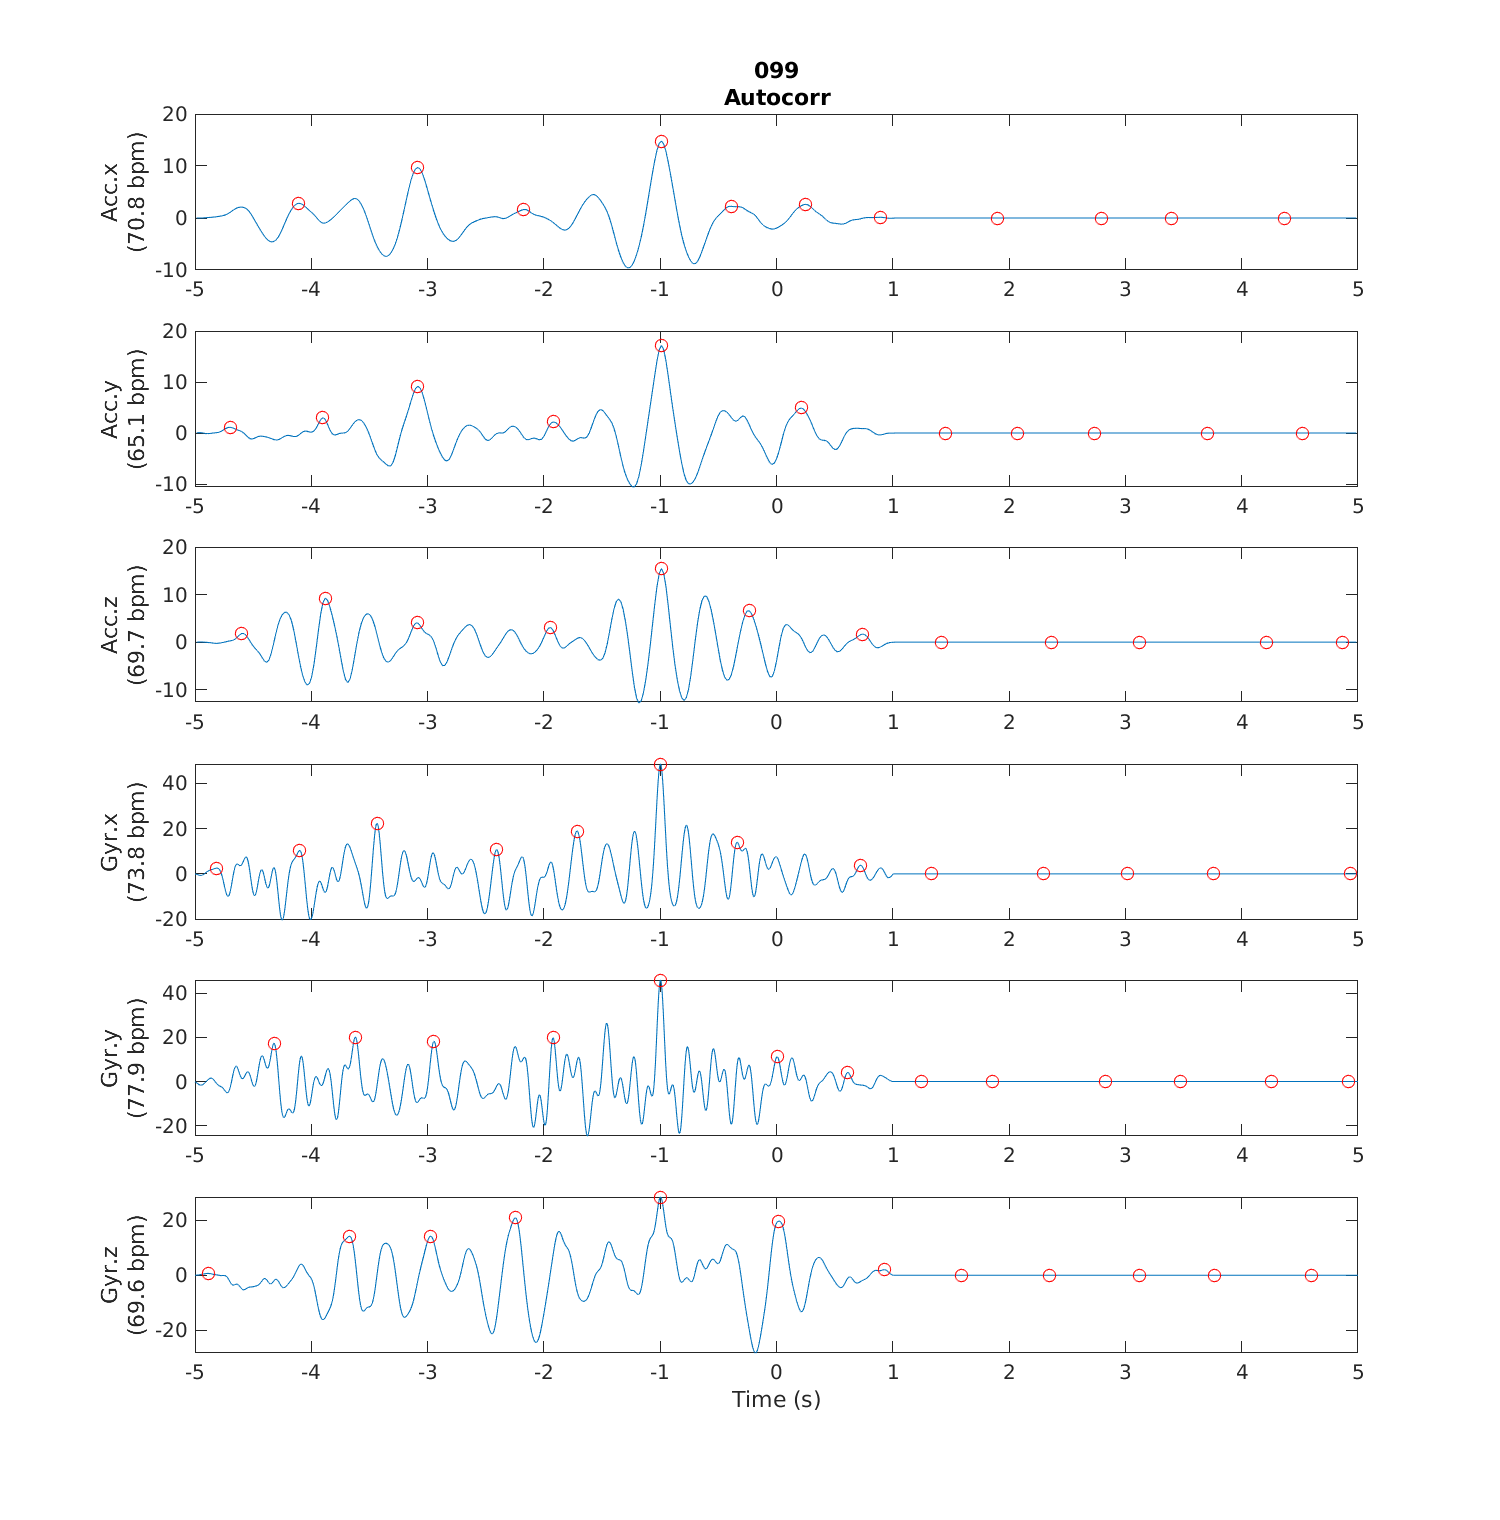 099
Autocorr
Acc.x
(70.8 bpm)
20
10
0
-10
-5 -4 -3 -2 -1 0 1 2 3 4 5
Acc.y
(65.1 bpm)
20
10
0
-10
-5 -4 -3 -2 -1 0 1 2 3 4 5
Acc.z
(69.7 bpm)
20
10
0
-10
-5 -4 -3 -2 -1 0 1 2 3 4 5
Gyr.x
(73.8 bpm)
40
20
0
-20
-5 -4 -3 -2 -1 0 1 2 3 4 5
Gyr.y
(77.9 bpm)
40
20
0
-20
-5 -4 -3 -2 -1 0 1 2 3 4 5
Gyr.z
(69.6 bpm)
20
0
-20
-5 -4 -3 -2 -1 0 1 2 3 4 5
Time (s)